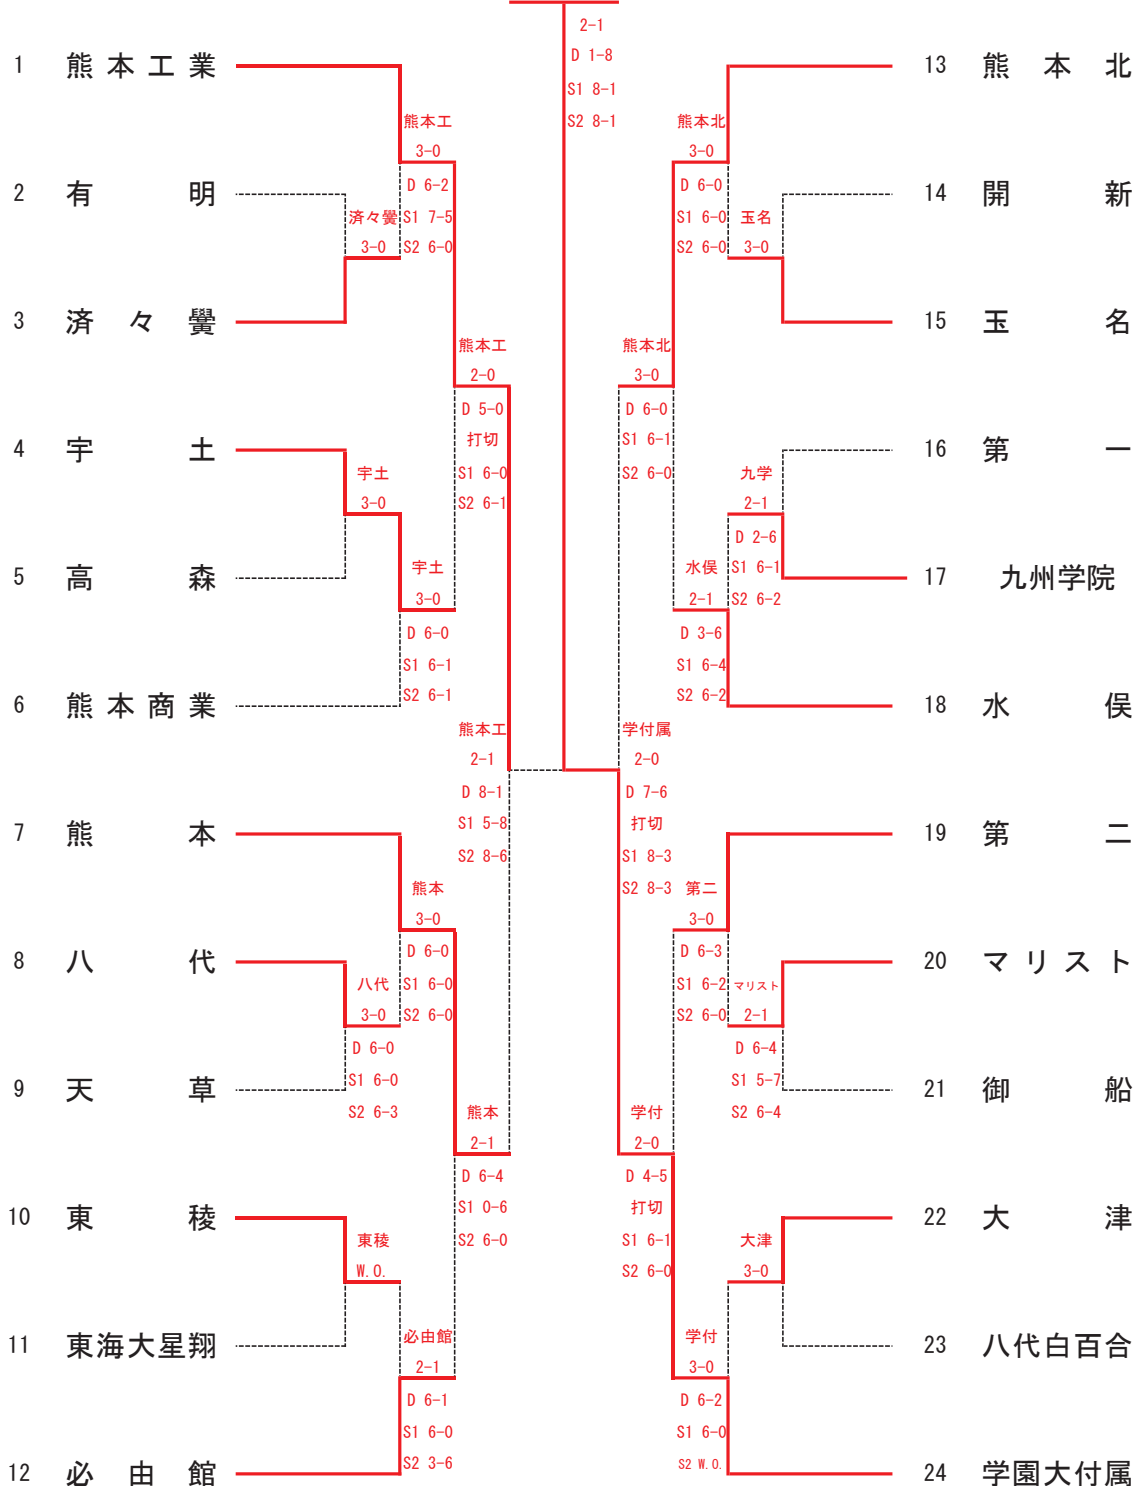 2-1
D 1-8
S1 8-1
S2 8-1
1 熊本工業
熊本工
3-0
D 6-2
S1 7-5
S2 6-0
2 有明
済々黌
3-0
3 済々黌
熊本工
2-0
D 5-0
打切
S1 6-0
S2 6-1
4 宇土
宇土
3-0
5 高森
宇土
3-0
D 6-0
S1 6-1
S2 6-1
6 熊本商業
熊本工
2-1
D 8-1
S1 5-8
S2 8-6
7 熊本
熊本
3-0
D 6-0
S1 6-0
S2 6-0
8 八代
八代
3-0
D 6-0
S1 6-0
S2 6-3
9 天草
熊本
2-1
D 6-4
S1 0-6
S2 6-0
10 東稜
東稜
W.O.
11 東海大星翔
必由館
2-1
D 6-1
S1 6-0
S2 3-6
12 必由館
13 熊本北
熊本北
3-0
D 6-0
S1 6-0
S2 6-0
14 開新
玉名
3-0
15 玉名
熊本北
3-0
D 6-0
S1 6-1
S2 6-0
16 第一
九学
2-1
D 2-6
S1 6-1
S2 6-2
17 九州学院
水俣
2-1
D 3-6
S1 6-4
S2 6-2
18 水俣
学付属
2-0
D 7-6
打切
S1 8-3
S2 8-3
19 第二
第二
3-0
D 6-3
S1 6-2
S2 6-0
20 マリスト
マリスト
2-1
D 6-4
S1 5-7
S2 6-4
21 御船
学付
2-0
D 4-5
打切
S1 6-1
S2 6-0
22 大津
大津
3-0
23 八代白百合
学付
3-0
D 6-2
S1 6-0
S2 W.O.
24 学園大付属